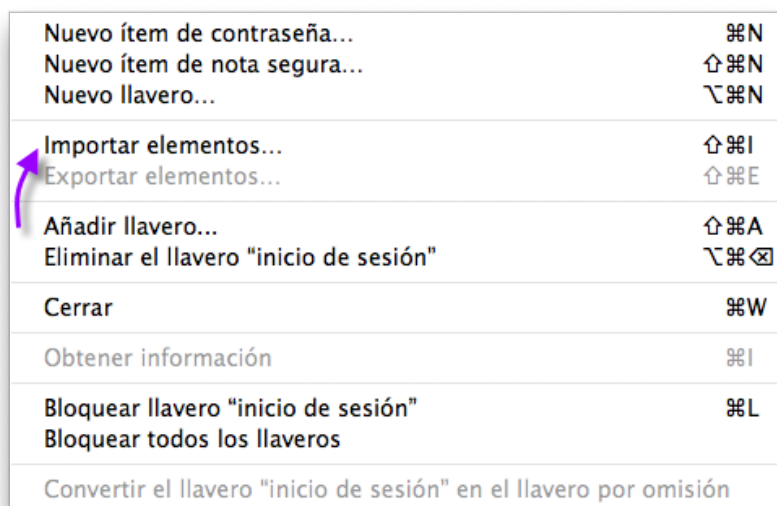 Nuevo ítem de contraseña... ⌘N
Nuevo ítem de nota segura... ⇧⌘N
Nuevo llavero... ⌥⌘N
Importar elementos... ⇧⌘I
Exportar elementos... ⇧⌘E
Añadir llavero... ⇧⌘A
Eliminar el llavero “inicio de sesión” ⌥⌘⌫
Cerrar ⌘W
Obtener información ⌘I
Bloquear llavero “inicio de sesión” ⌘L
Bloquear todos los llaveros
Convertir el llavero “inicio de sesión” en el llavero por omisión